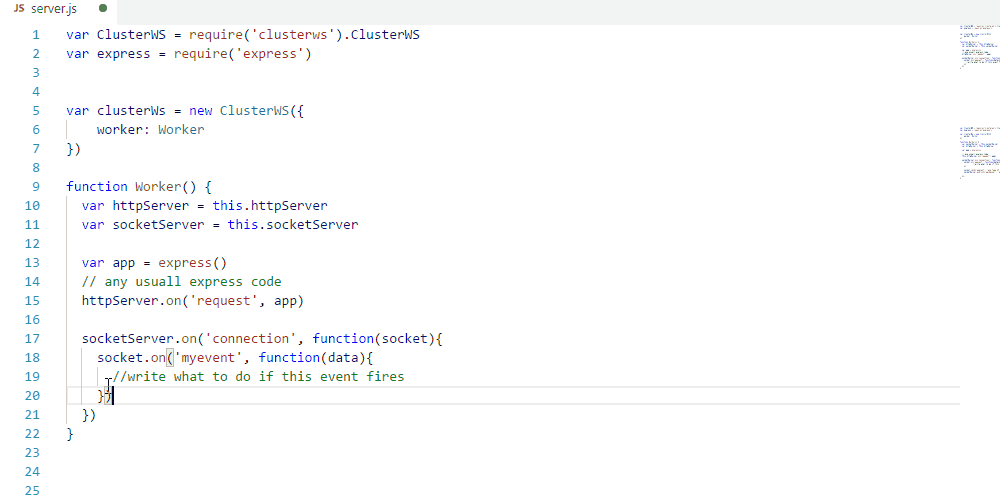 JS server.js
1 var ClusterWS = require('clusterws').ClusterWS
2 var express = require('express')
3
4
5 var clusterWs = new ClusterWS({
6     worker: Worker
7 })
8
9 function Worker() {
10   var httpServer = this.httpServer
11   var socketServer = this.socketServer
12
13   var app = express()
14   // any usuall express code
15   httpServer.on('request', app)
16
17   socketServer.on('connection', function(socket){
18     socket.on('myevent', function(data){
19       //write what to do if this event fires
20     })
21   })
22 }
23
24
25